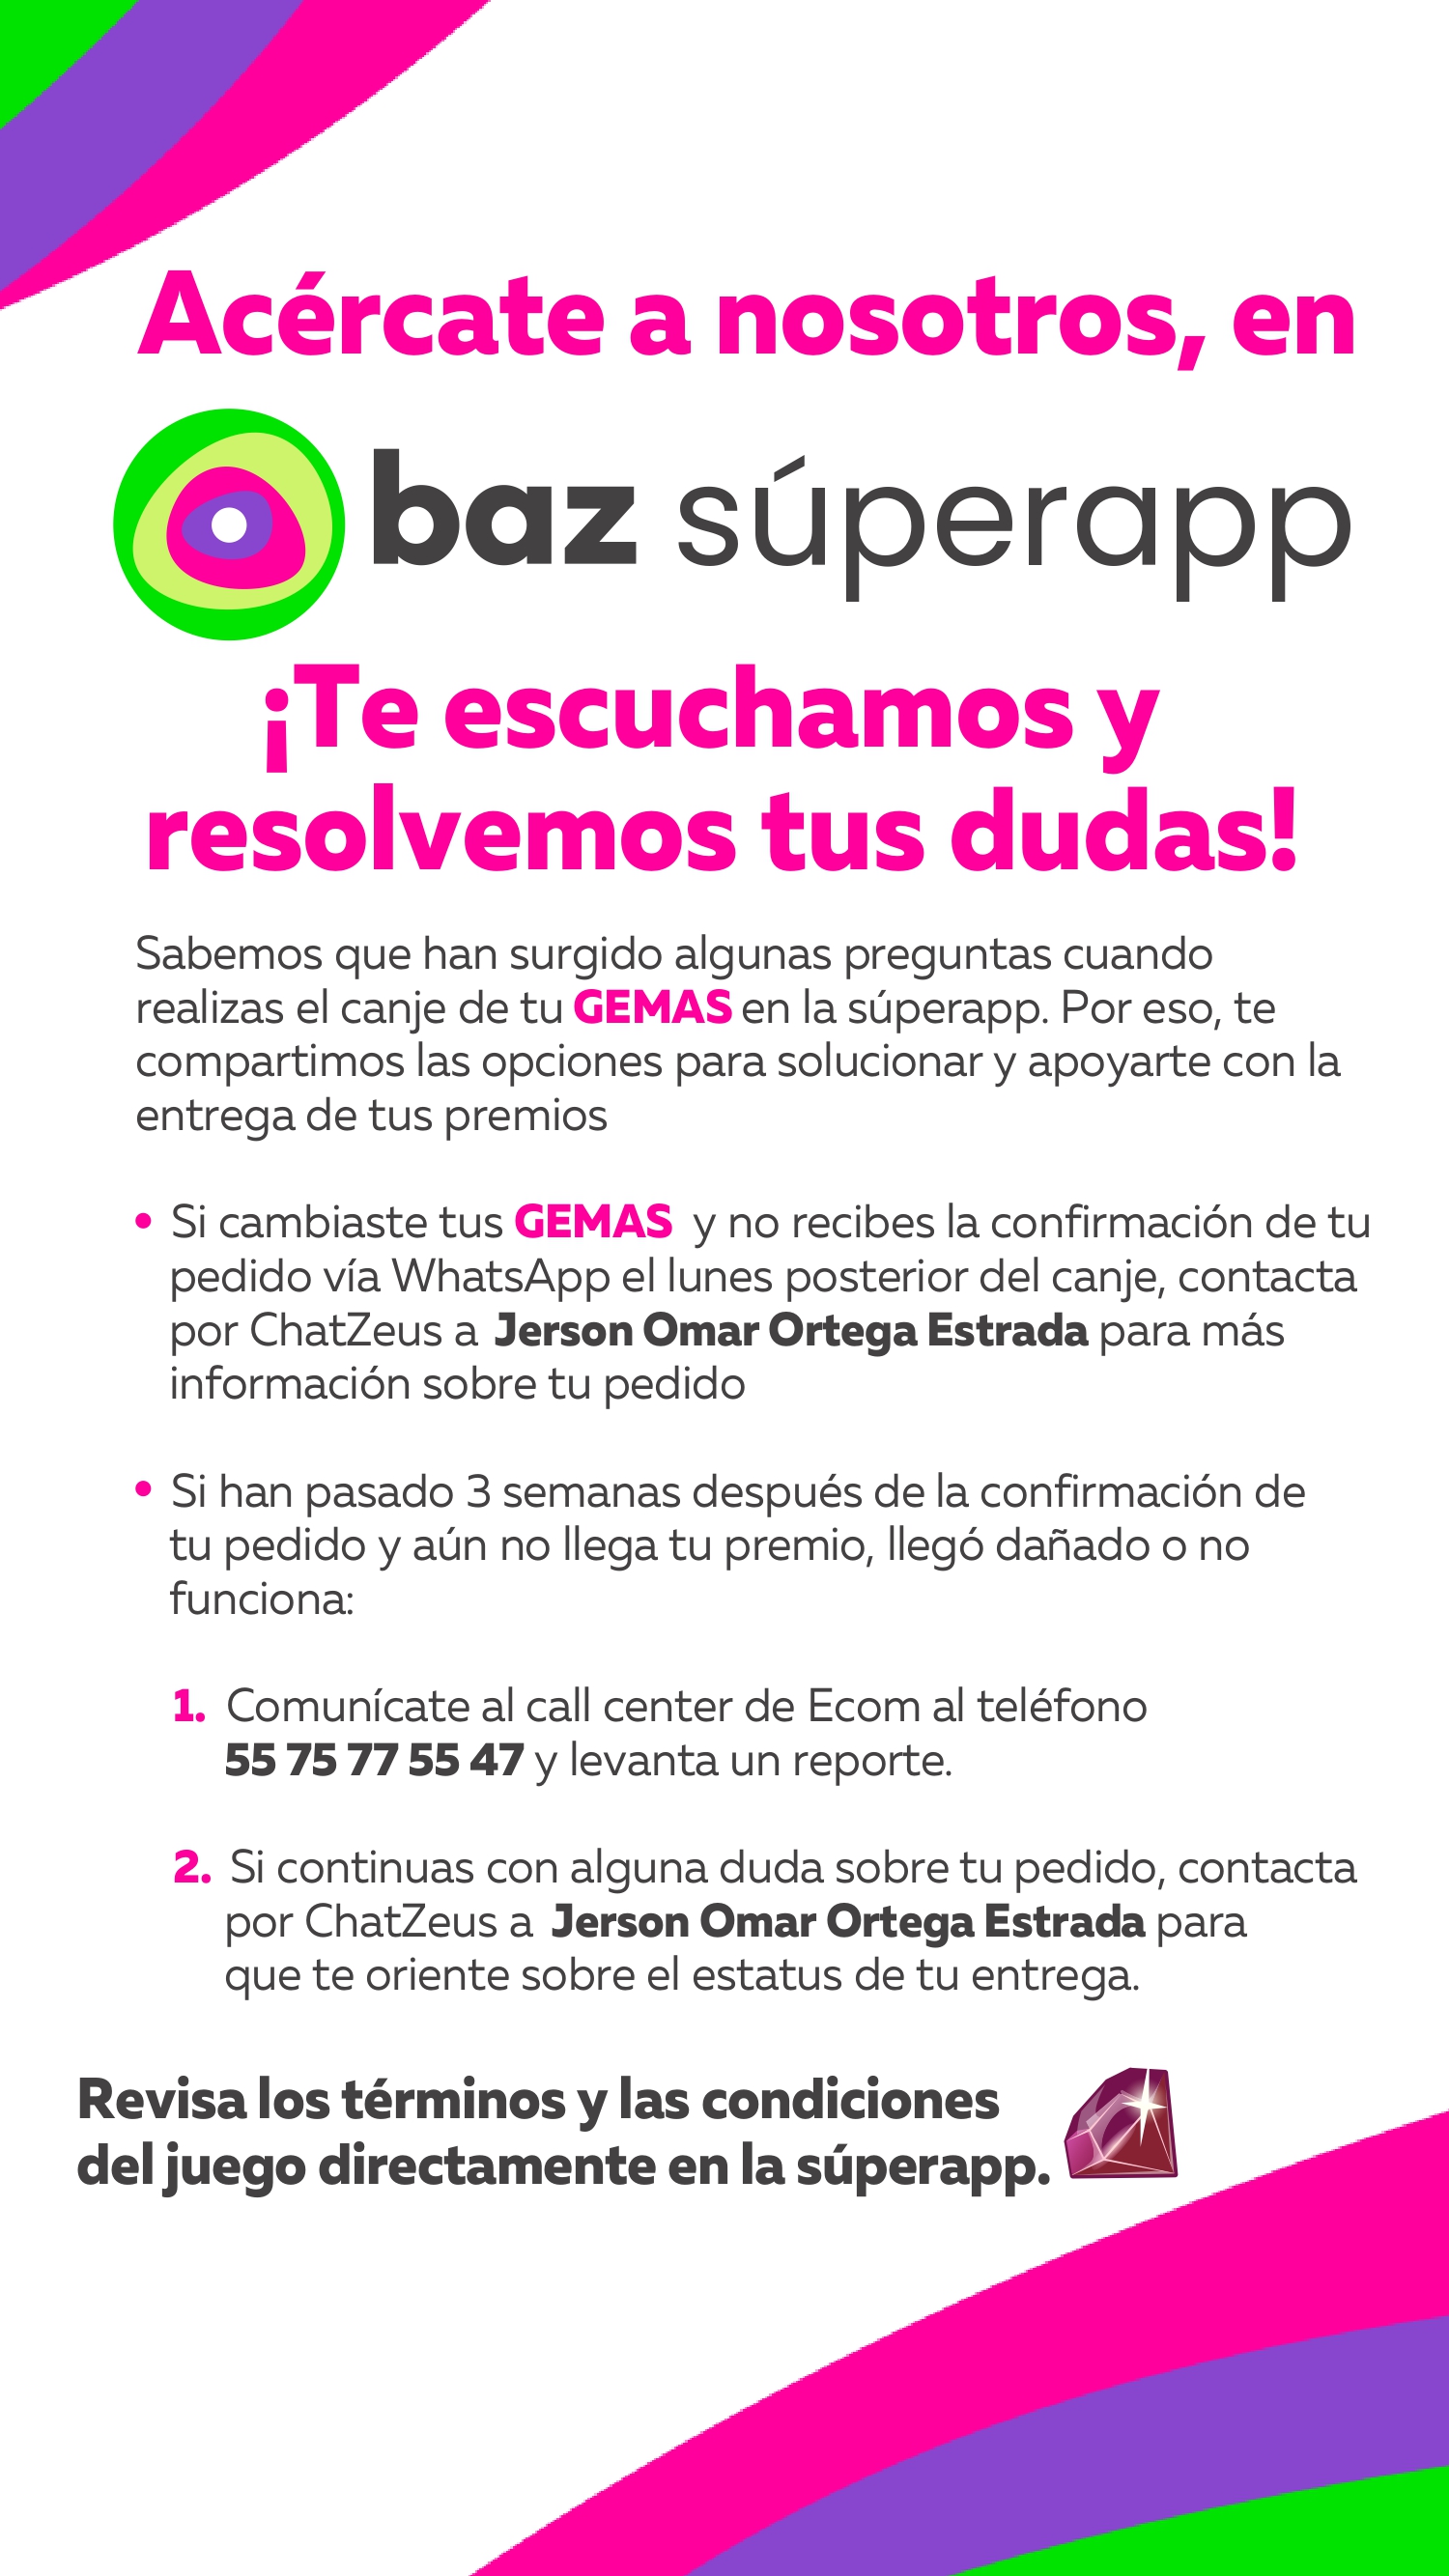 Acércate a nosotros, en
baz súperapp
¡Te escuchamos y
resolvemos tus dudas!
Sabemos que han surgido algunas preguntas cuando
realizas el canje de tu GEMAS en la súperapp. Por eso, te
compartimos las opciones para solucionar y apoyarte con la
entrega de tus premios
• Si cambiaste tus GEMAS y no recibes la confirmación de tu
pedido vía WhatsApp el lunes posterior del canje, contacta
por ChatZeus a Jerson Omar Ortega Estrada para más
información sobre tu pedido
• Si han pasado 3 semanas después de la confirmación de
tu pedido y aún no llega tu premio, llegó dañado o no
funciona:
1. Comunícate al call center de Ecom al teléfono
55 75 77 55 47 y levanta un reporte.
2. Si continuas con alguna duda sobre tu pedido, contacta
por ChatZeus a Jerson Omar Ortega Estrada para
que te oriente sobre el estatus de tu entrega.
Revisa los términos y las condiciones
del juego directamente en la súperapp.